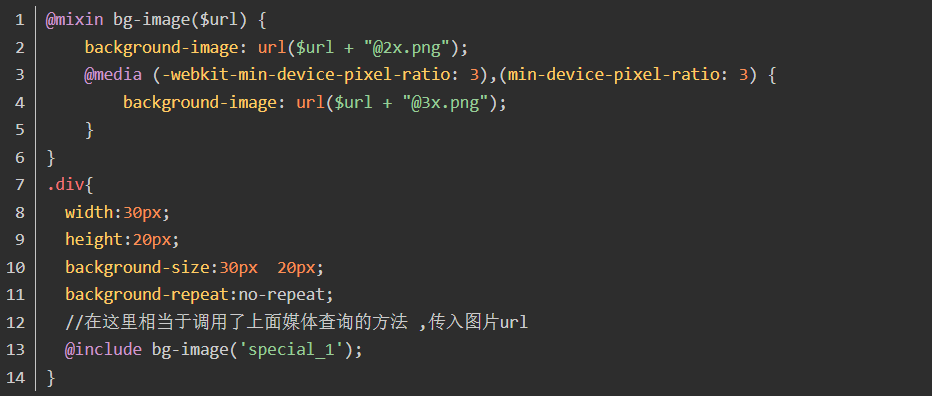 1 @mixin bg-image($url) {
2     background-image: url($url + "@2x.png");
3     @media (-webkit-min-device-pixel-ratio: 3),(min-device-pixel-ratio: 3) {
4         background-image: url($url + "@3x.png");
5     }
6 }
7 .div{
8   width:30px;
9   height:20px;
10   background-size:30px  20px;
11   background-repeat:no-repeat;
12   //在这里相当于调用了上面媒体查询的方法 ,传入图片url
13   @include bg-image('special_1');
14 }